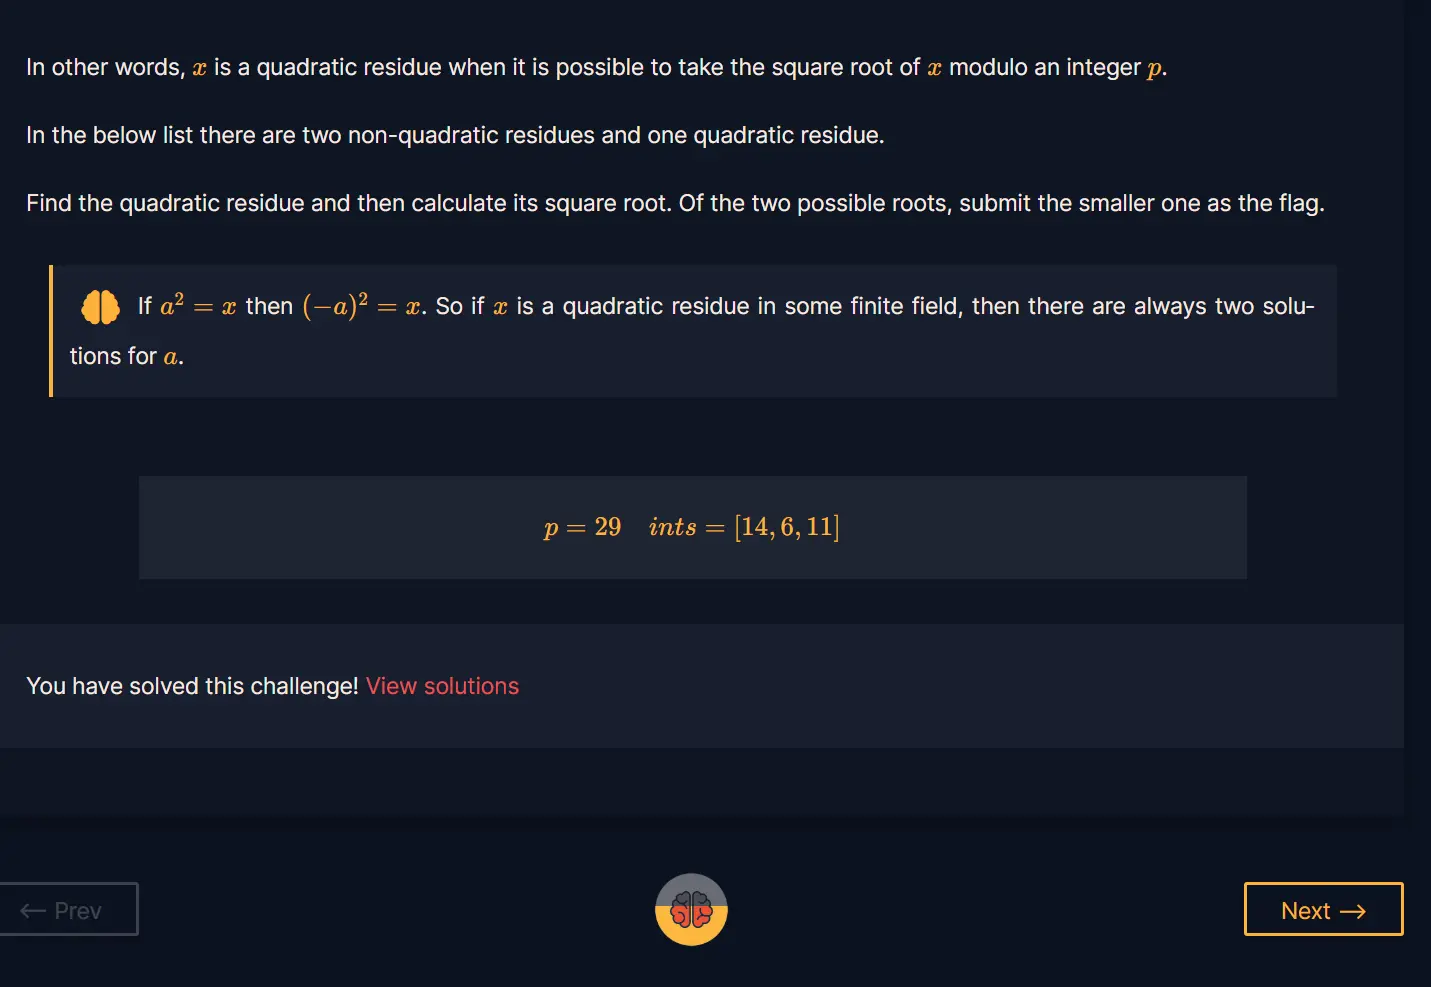 In other words, x is a quadratic residue when it is possible to take the square root of x modulo an integer p.
In the below list there are two non-quadratic residues and one quadratic residue.
Find the quadratic residue and then calculate its square root. Of the two possible roots, submit the smaller one as the flag.
If a² = x then (−a)² = x. So if x is a quadratic residue in some finite field, then there are always two solu-
tions for a.
p = 29 ints = [14, 6, 11]
You have solved this challenge! View solutions
← Prev
Next →